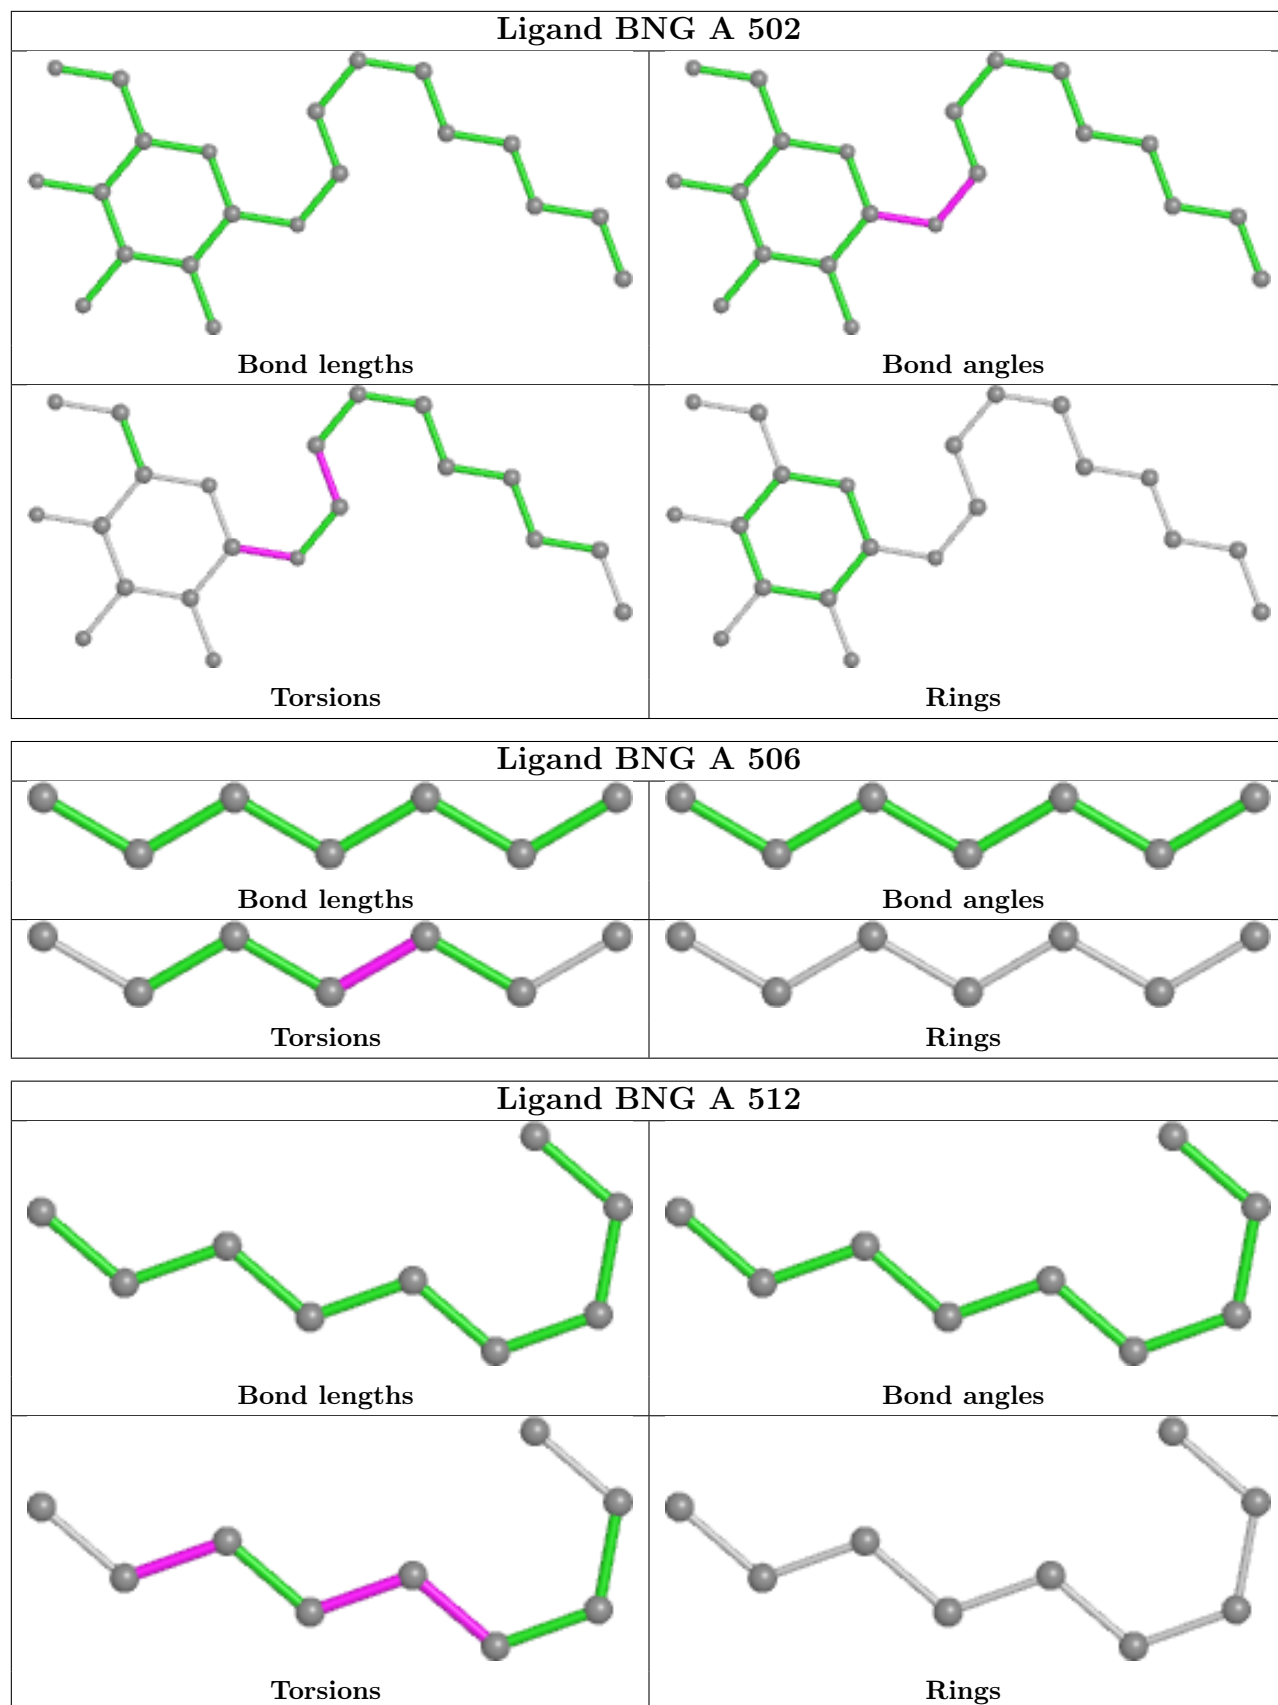 Ligand BNG A 502
Bond lengths
Bond angles
Torsions
Rings
Ligand BNG A 506
Bond lengths
Bond angles
Torsions
Rings
Ligand BNG A 512
Bond lengths
Bond angles
Torsions
Rings